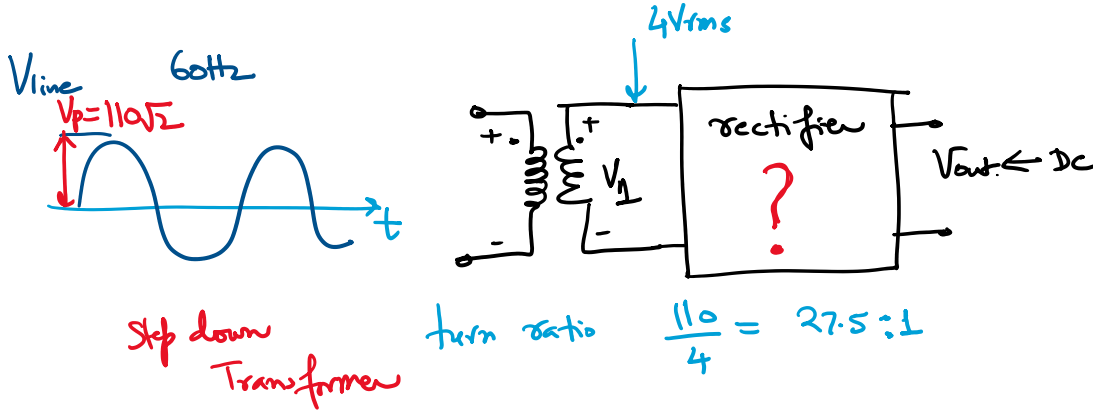 4Vrms
Vline 60Hz
Vp=110√2
rectifier
+ . . +
V1
?
Vout. ← DC
t
- -
step down
Transformer
turn ratio 110/4 = 27.5:1